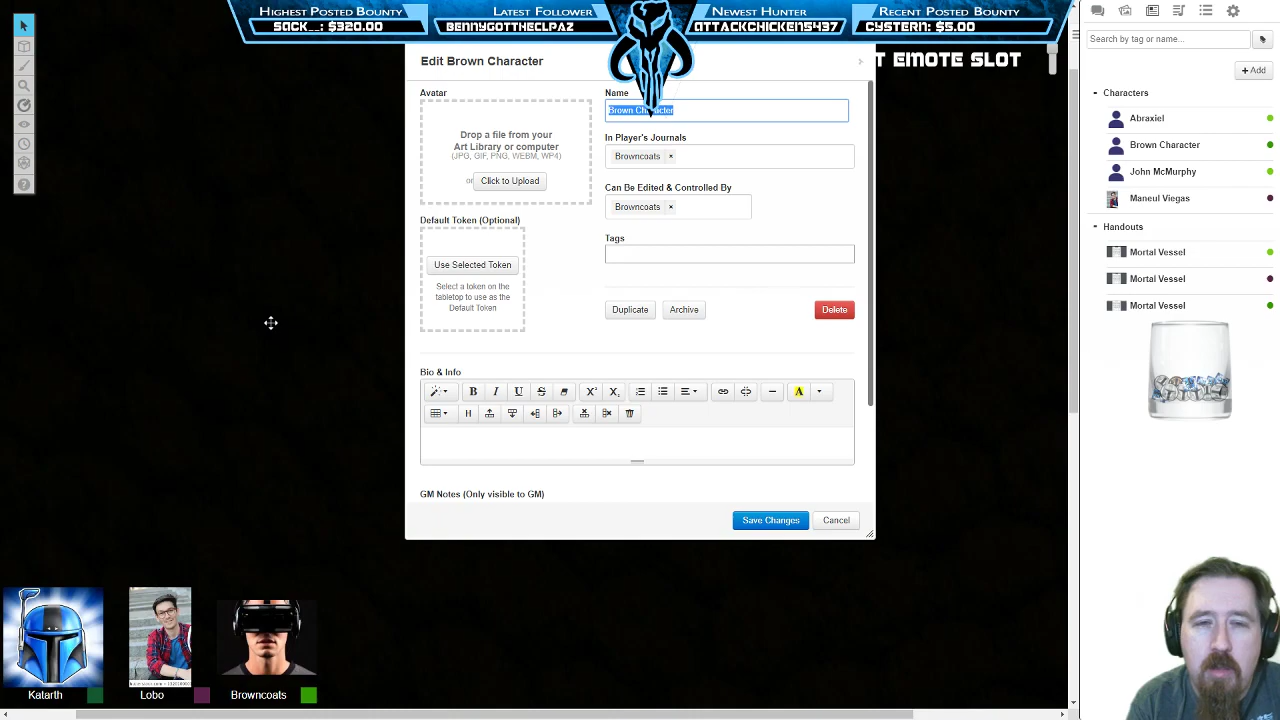 Highest Posted Bounty
Sack__: $320.00
Latest Follower
BennyGotTheClpaz
Newest Hunter
AttackChicken5437
Recent Posted Bounty
Cystern: $5.00
T Emote Slot
Edit Brown Character
Avatar
Drop a file from your
Art Library or computer
(JPG, GIF, PNG, WEBM, WP4)
or Click to Upload
Default Token (Optional)
Use Selected Token
Select a token on the
tabletop to use as the
Default Token
Name
Brown Character
In Player's Journals
Browncoats ×
Can Be Edited & Controlled By
Browncoats ×
Tags
Duplicate
Archive
Delete
Bio & Info
B I U S X² X₂ A
H
GM Notes (Only visible to GM)
Save Changes
Cancel
Search by tag or name...
+ Add
Characters
Abraxiel
Brown Character
John McMurphy
Maneul Viegas
Handouts
Mortal Vessel
Mortal Vessel
Mortal Vessel
Katarth
Lobo
Browncoats